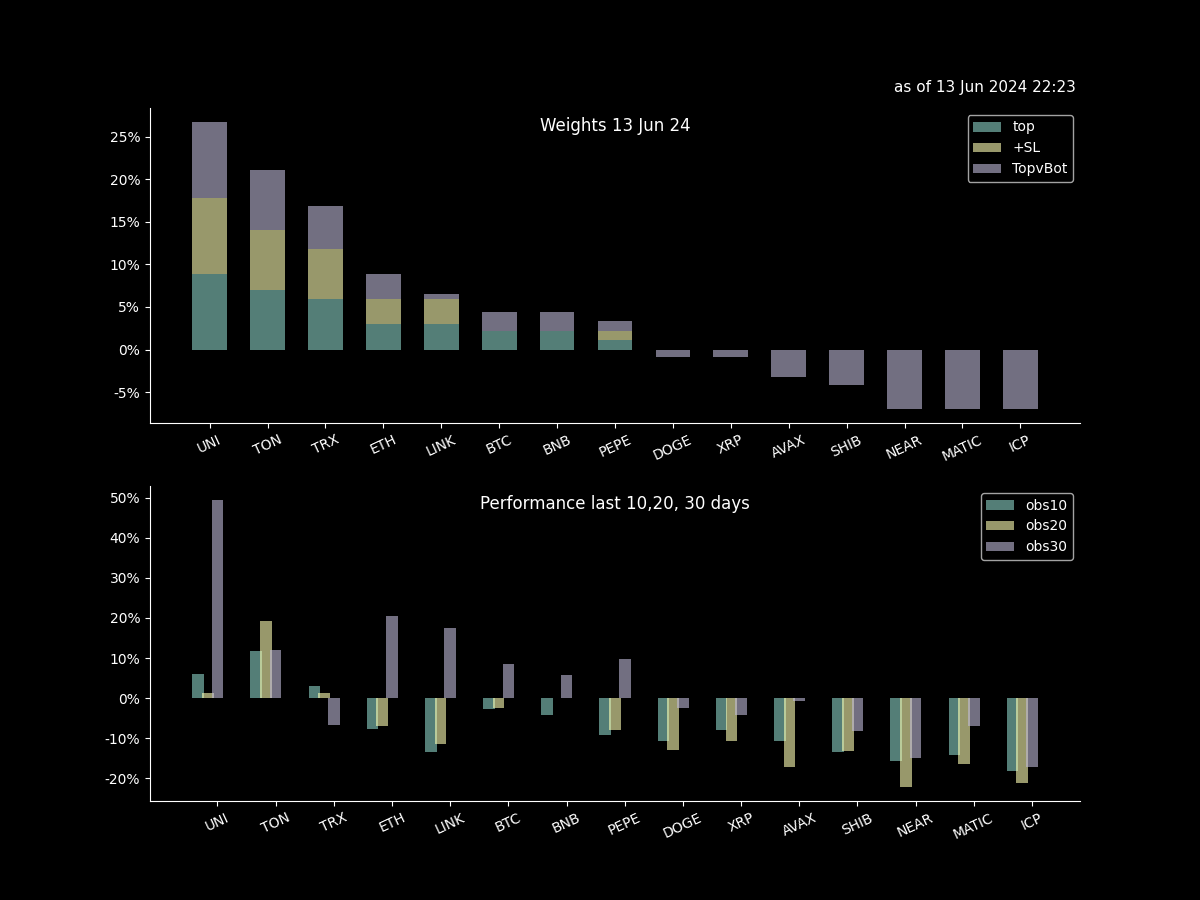 as of 13 Jun 2024 22:23
Weights 13 Jun 24
top
+SL
TopvBot
25%
20%
15%
10%
5%
0%
-5%
UNI TON TRX ETH LINK BTC BNB PEPE DOGE XRP AVAX SHIB NEAR MATIC ICP
Performance last 10,20, 30 days
obs10
obs20
obs30
50%
40%
30%
20%
10%
0%
-10%
-20%
UNI TON TRX ETH LINK BTC BNB PEPE DOGE XRP AVAX SHIB NEAR MATIC ICP